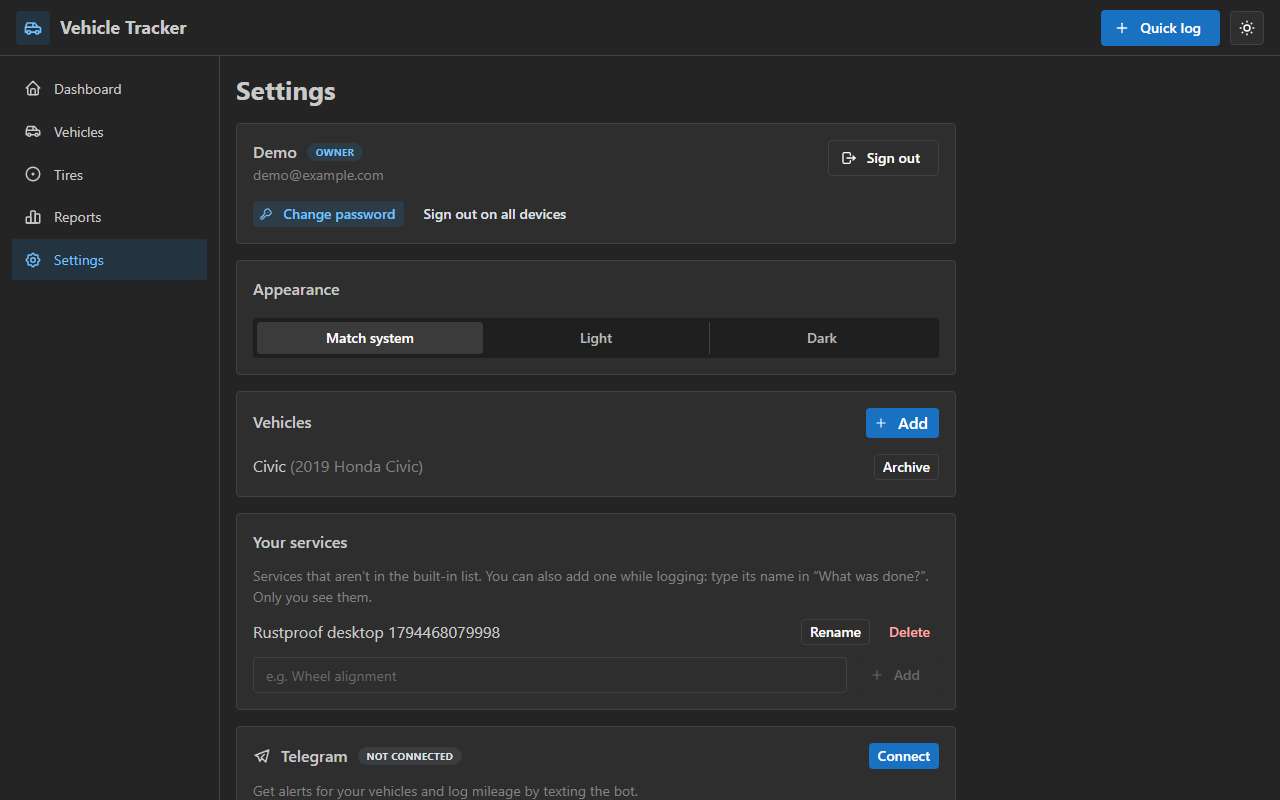 Vehicle Tracker
Quick log
Dashboard
Vehicles
Tires
Reports
Settings
Settings
Demo OWNER
demo@example.com
Sign out
Change password
Sign out on all devices
Appearance
Match system
Light
Dark
Vehicles
Add
Civic (2019 Honda Civic)
Archive
Your services
Services that aren't in the built-in list. You can also add one while logging: type its name in "What was done?".
Only you see them.
Rustproof desktop 1794468079998
Rename
Delete
e.g. Wheel alignment
Add
Telegram NOT CONNECTED
Connect
Get alerts for your vehicles and log mileage by texting the bot.